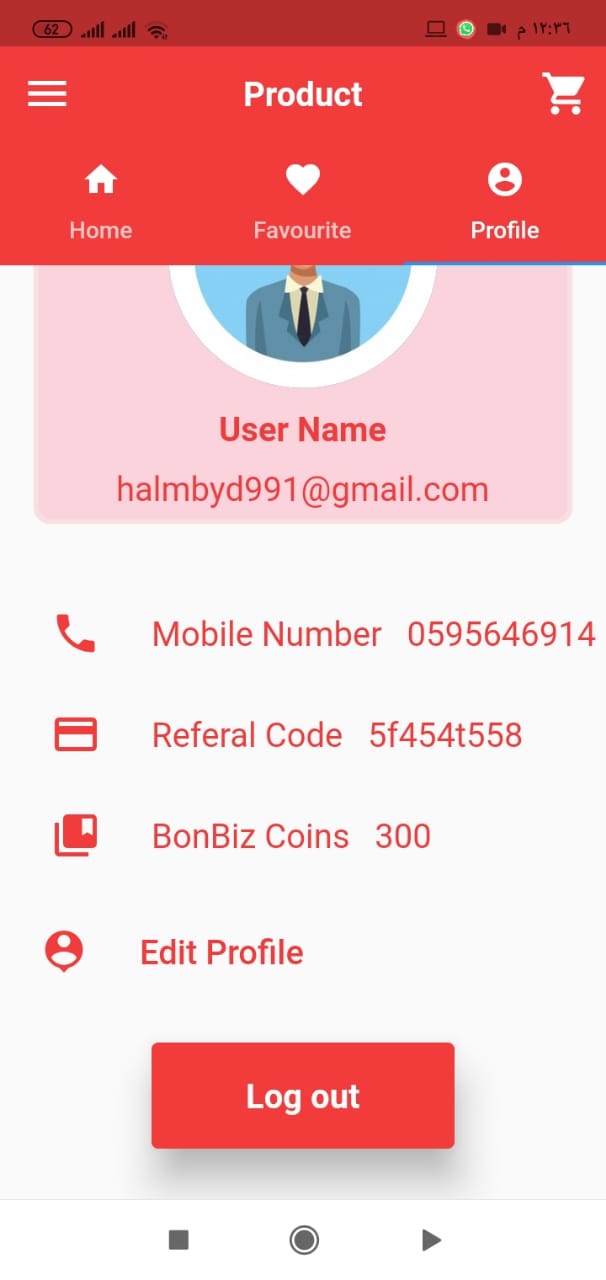 62 م ١٢:٣٦
Product
Home Favourite Profile
User Name
halmbyd991@gmail.com
Mobile Number 0595646914
Referal Code 5f454t558
BonBiz Coins 300
Edit Profile
Log out